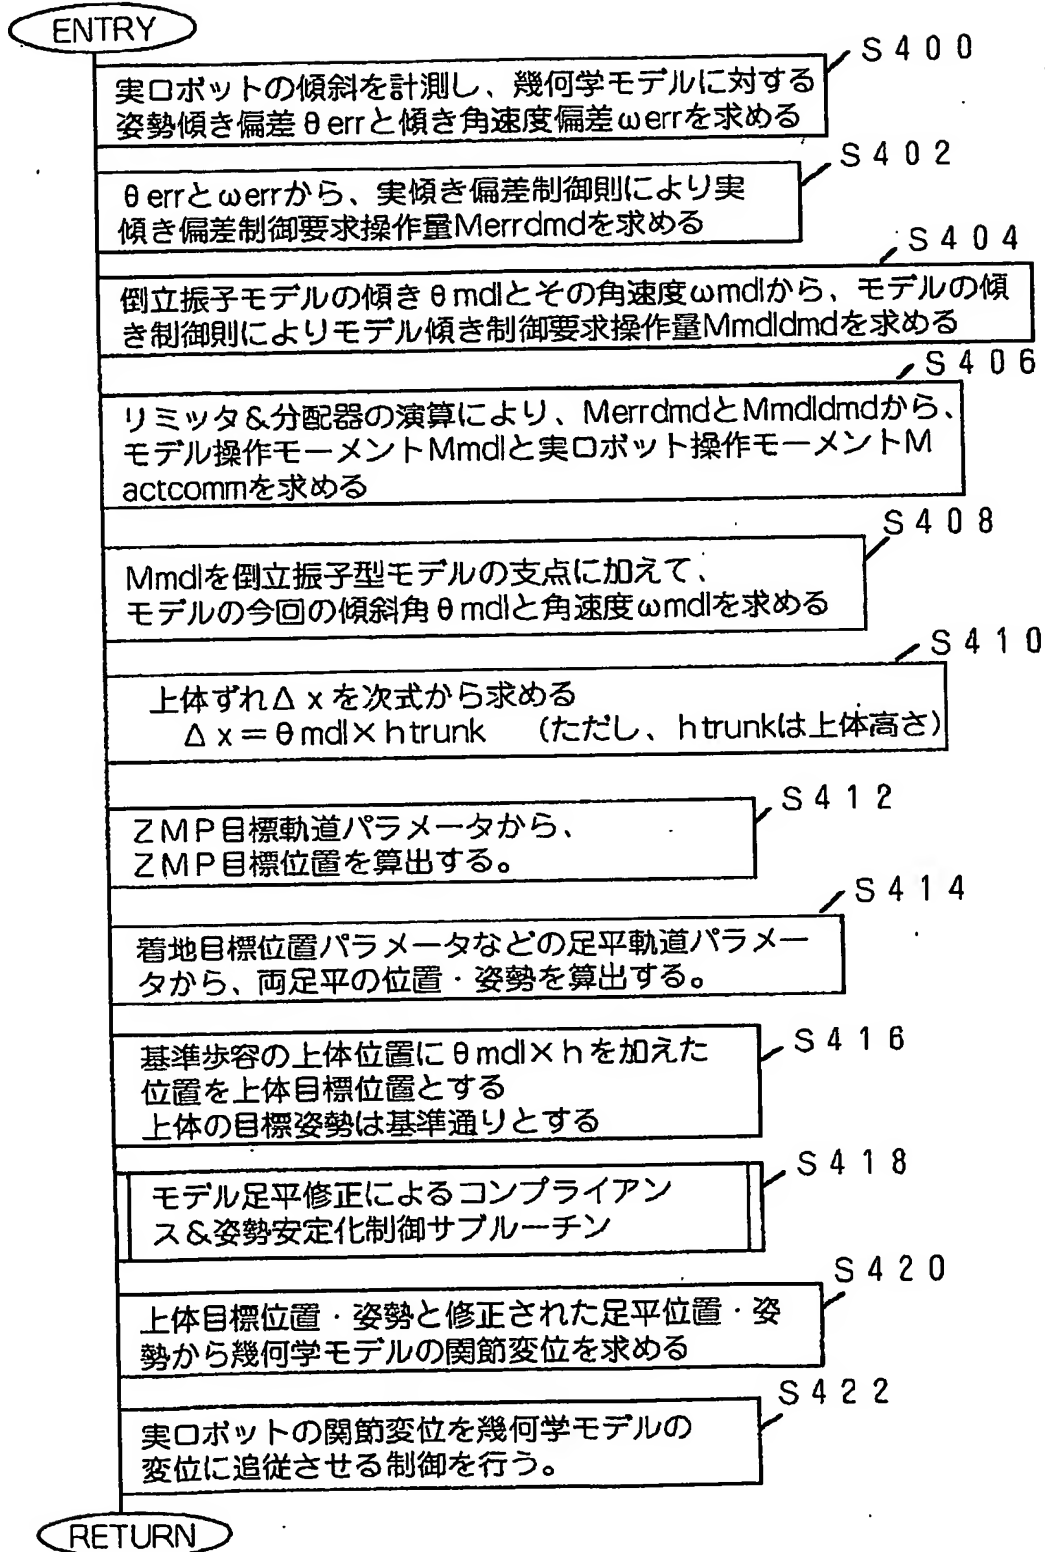 ENTRY
S400
実ロボットの傾斜を計測し、幾何学モデルに対する
姿勢傾き偏差θerrと傾き角速度偏差ωerrを求める
S402
θerrとωerrから、実傾き偏差制御則により実
傾き偏差制御要求操作量Merrdmdを求める
S404
倒立振子モデルの傾きθmdlとその角速度ωmdlから、モデルの傾
き制御則によりモデル傾き制御要求操作量Mmdldmdを求める
S406
リミッタ&分配器の演算により、MerrdmdとMmdldmdから、
モデル操作モーメントMmdlと実ロボット操作モーメントM
actcommを求める
S408
Mmdlを倒立振子型モデルの支点に加えて、
モデルの今回の傾斜角θmdlと角速度ωmdlを求める
S410
上体ずれΔxを次式から求める
Δx=θmdl×htrunk (ただし、htrunkは上体高さ)
S412
ZMP目標軌道パラメータから、
ZMP目標位置を算出する。
S414
着地目標位置パラメータなどの足平軌道パラメー
タから、両足平の位置・姿勢を算出する。
S416
基準歩容の上体位置にθmdl×hを加えた
位置を上体目標位置とする
上体の目標姿勢は基準通りとする
S418
モデル足平修正によるコンプライアン
ス&姿勢安定化制御サブルーチン
S420
上体目標位置・姿勢と修正された足平位置・姿
勢から幾何学モデルの関節変位を求める
S422
実ロボットの関節変位を幾何学モデルの
変位に追従させる制御を行う。
RETURN